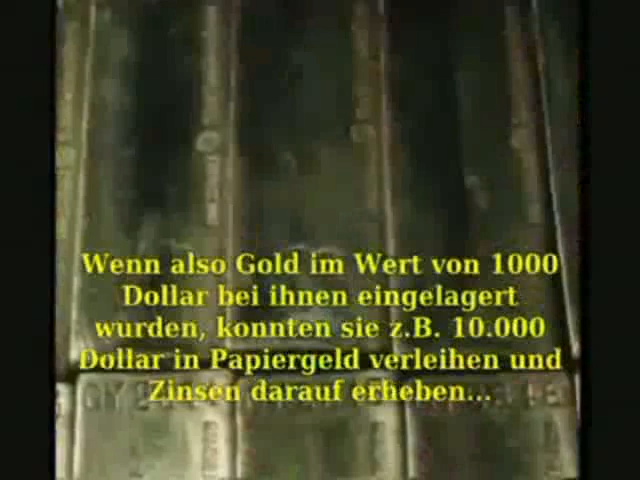 Wenn also Gold im Wert von 1000
Dollar bei ihnen eingelagert
wurden, konnten sie z.B. 10.000
Dollar in Papiergeld verleihen und
Zinsen darauf erheben...